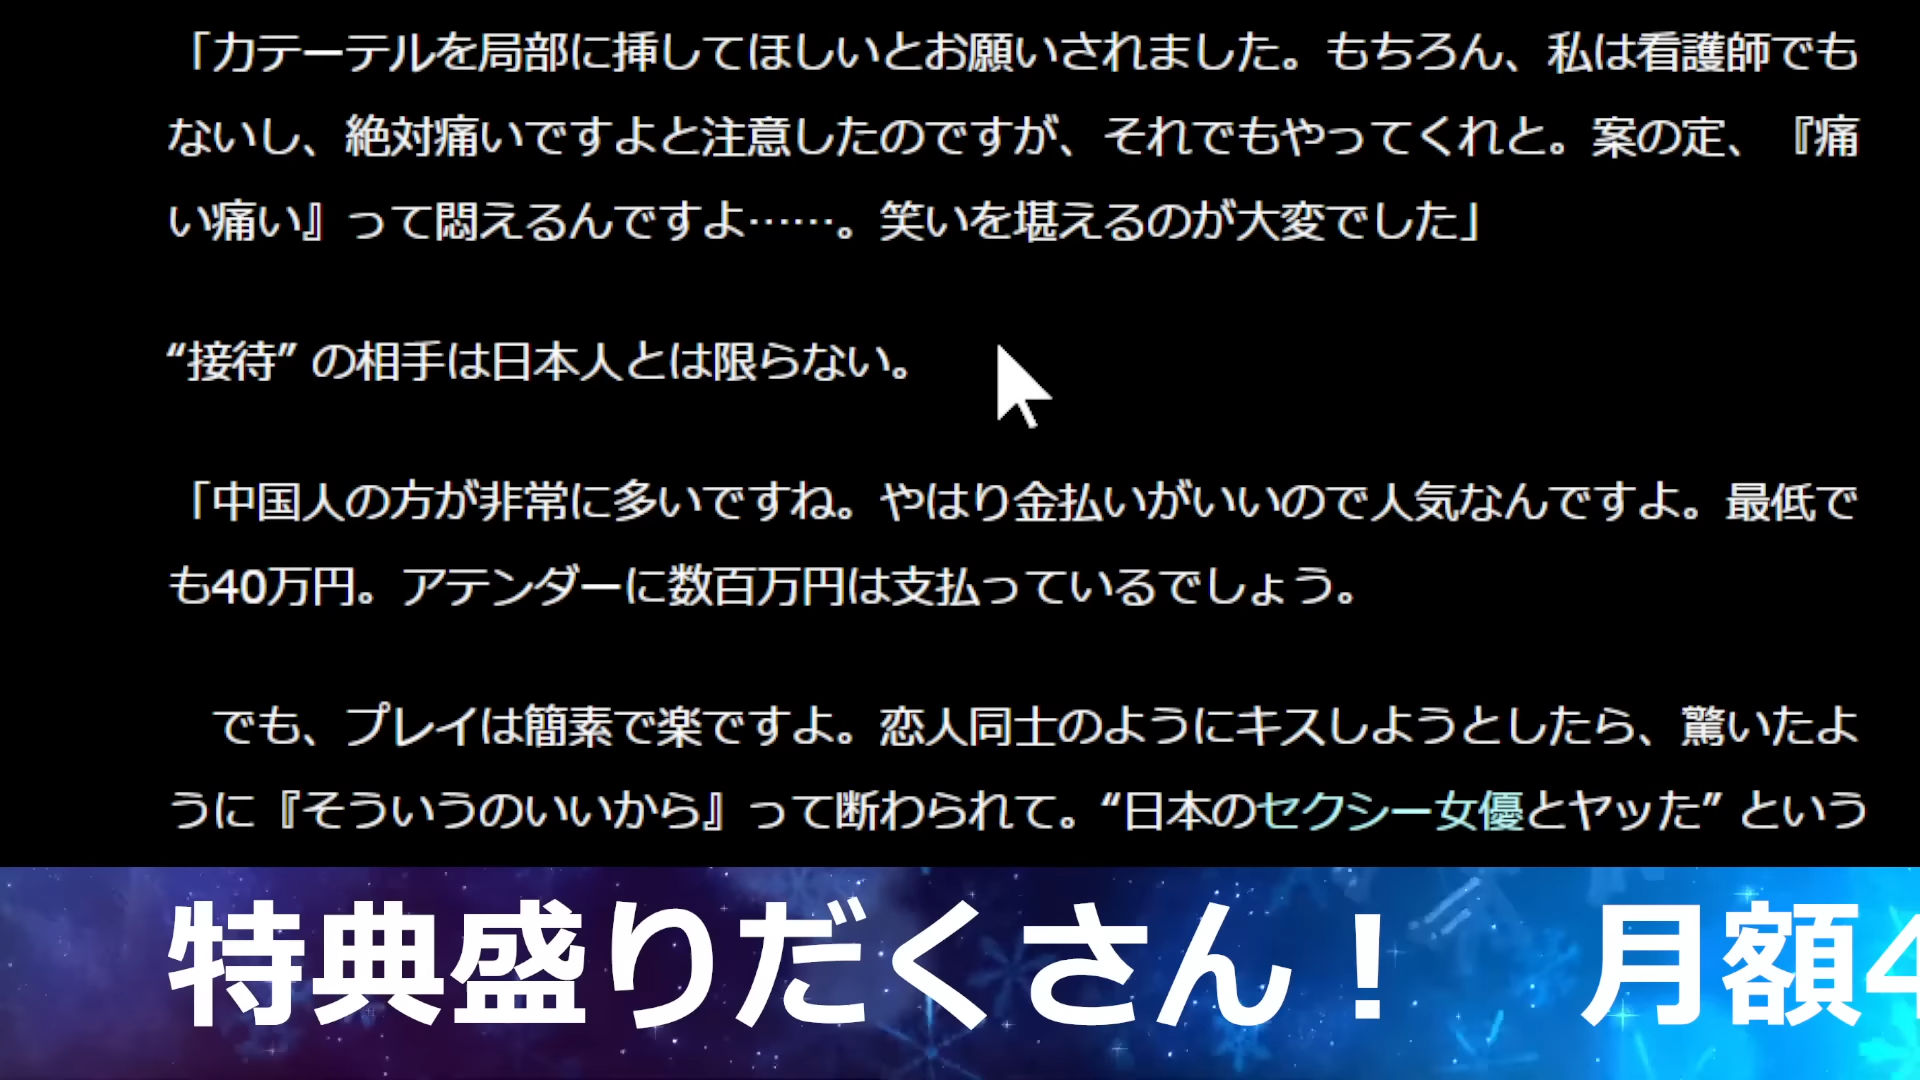 「カテーテルを局部に挿してほしいとお願いされました。もちろん、私は看護師でも
ないし、絶対痛いですよと注意したのですが、それでもやってくれと。案の定、『痛
い痛い』って悶えるんですよ……。笑いを堪えるのが大変でした」
“接待” の相手は日本人とは限らない。
「中国人の方が非常に多いですね。やはり金払いがいいので人気なんですよ。最低で
も40万円。アテンダーに数百万円は支払っているでしょう。
でも、プレイは簡素で楽ですよ。恋人同士のようにキスしようとしたら、驚いたよ
うに『そういうのいいから』って断わられて。“日本のセクシー女優とヤッた” という
特典盛りだくさん！　月額4